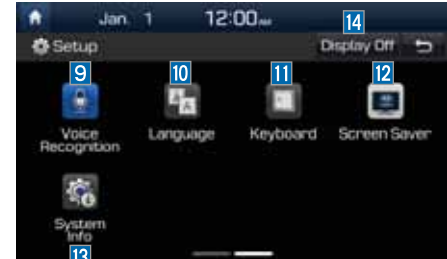 Jan. 1 12:00
14
Setup Display Off
9 10 11 12
Voice Recognition Language Keyboard Screen Saver
System
Info
13